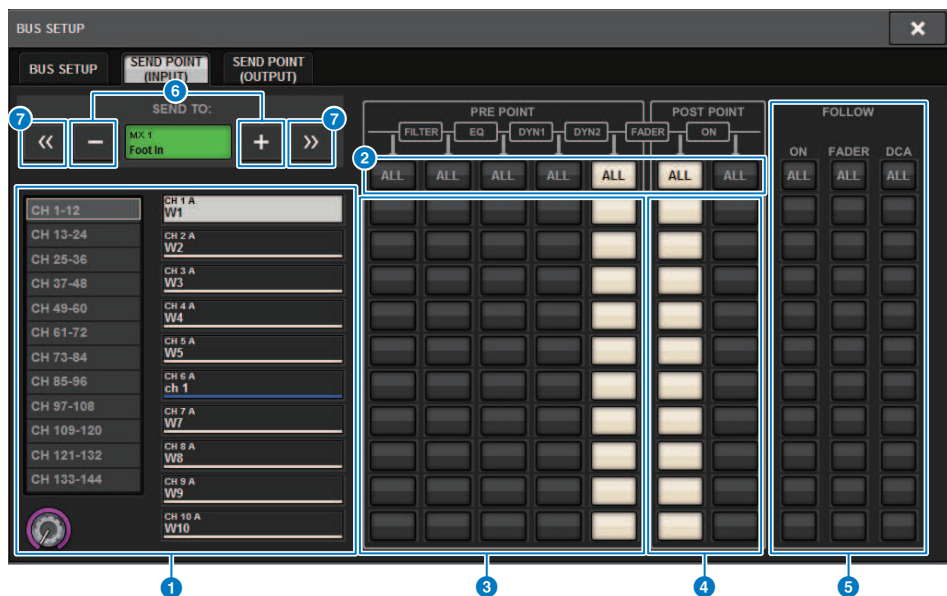 BUS SETUP
BUS SETUP
SEND POINT
(INPUT)
SEND POINT
(OUTPUT)
6
SEND TO:
7
7
MX 1
Foot In
PRE POINT
POST POINT
FOLLOW
FILTER
EQ
DYN1
DYN2
FADER
ON
ON
FADER
DCA
2
ALL
ALL
ALL
ALL
ALL
ALL
ALL
ALL
ALL
ALL
CH 1-12
CH 13-24
CH 25-36
CH 37-48
CH 49-60
CH 61-72
CH 73-84
CH 85-96
CH 97-108
CH 109-120
CH 121-132
CH 133-144
CH 1 A
W1
CH 2 A
W2
CH 3 A
W3
CH 4 A
W4
CH 5 A
W5
CH 6 A
ch 1
CH 7 A
W7
CH 8 A
W8
CH 9 A
W9
CH 10 A
W10
1
3
4
5